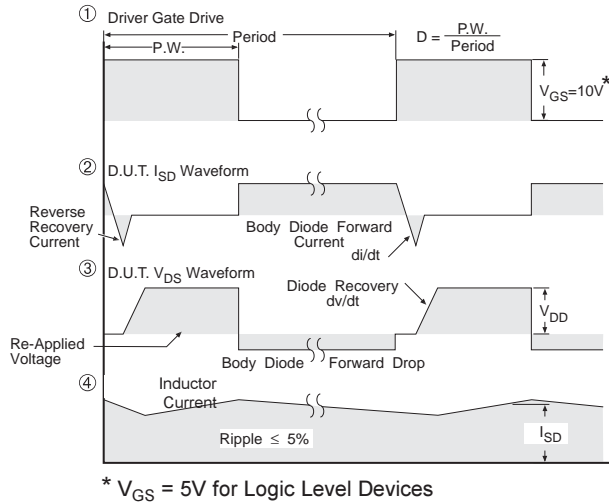 ① Driver Gate Drive
P.W.
Period
D = P.W.
Period
VGS=10V*
② D.U.T. ISD Waveform
Reverse
Recovery
Current
Body Diode Forward
Current
di/dt
③ D.U.T. VDS Waveform
Diode Recovery
dv/dt
VDD
Re-Applied
Voltage
Body Diode Forward Drop
④
Inductor
Current
Ripple ≤ 5%
ISD
* VGS = 5V for Logic Level Devices